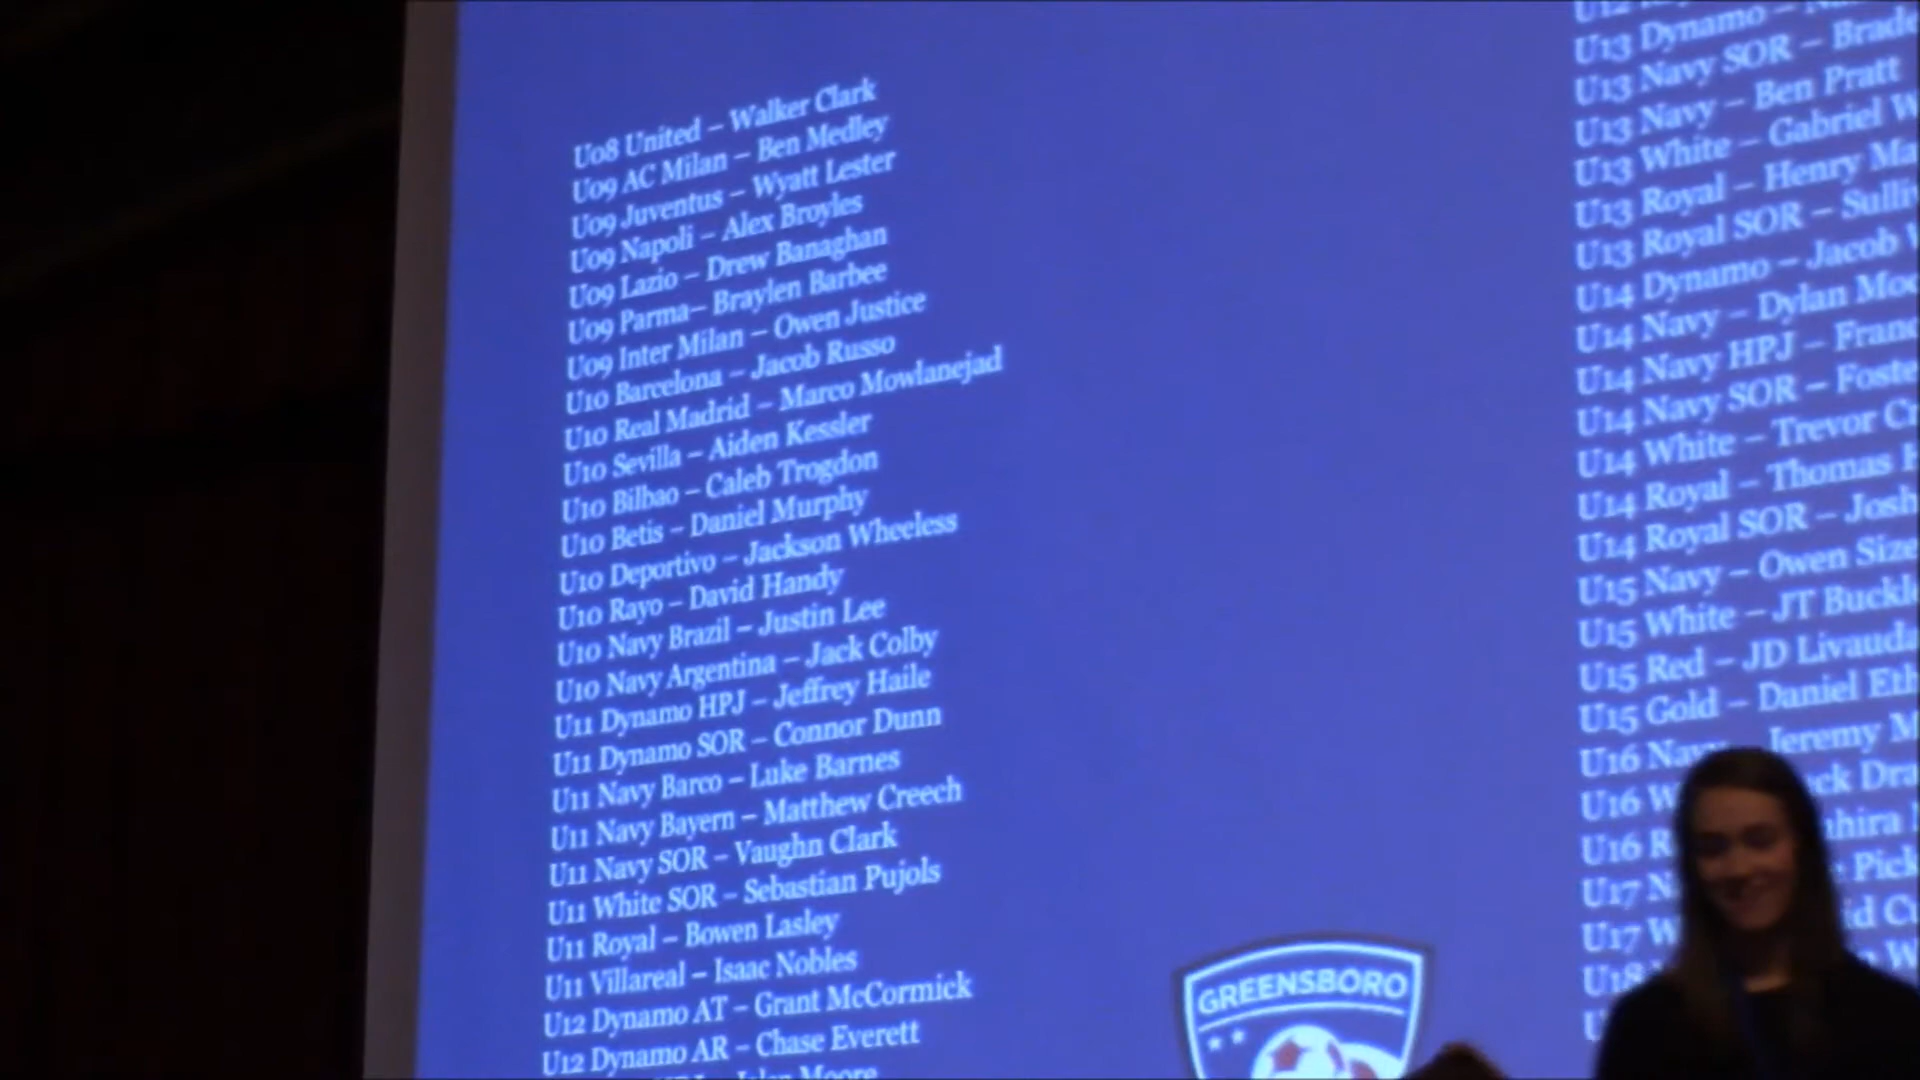 U08 United – Walker Clark
U09 AC Milan – Ben Medley
U09 Juventus – Wyatt Lester
U09 Napoli – Alex Broyles
U09 Lazio – Drew Banaghan
U09 Parma– Braylen Barbee
U09 Inter Milan – Owen Justice
U10 Barcelona – Jacob Russo
U10 Real Madrid – Marco Mowlanejad
U10 Sevilla – Aiden Kessler
U10 Bilbao – Caleb Trogdon
U10 Betis – Daniel Murphy
U10 Deportivo – Jackson Wheeless
U10 Rayo – David Handy
U10 Navy Brazil – Justin Lee
U10 Navy Argentina – Jack Colby
U11 Dynamo HPJ – Jeffrey Haile
U11 Dynamo SOR – Connor Dunn
U11 Navy Barco – Luke Barnes
U11 Navy Bayern – Matthew Creech
U11 Navy SOR – Vaughn Clark
U11 White SOR – Sebastian Pujols
U11 Royal – Bowen Lasley
U11 Villareal – Isaac Nobles
U12 Dynamo AT – Grant McCormick
U12 Dynamo AR – Chase Everett
Moore
U12
U13 Dynamo –
U13 Navy SOR –
U13 Navy – Ben Pratt
U13 White – Gabriel
U13 Royal – Henry
U13 Royal SOR –
U14 Dynamo – Jacob
U14 Navy – Dylan
U14 Navy HPJ –
U14 Navy SOR –
U14 White – Trevor
U14 Royal – Thomas
U14 Royal SOR –
U15 Navy – Owen
U15 White – JT
U15 Red – JD
U15 Gold – Daniel
U16 Jeremy
U16
U16
U17
U17
U18
GREENSBORO